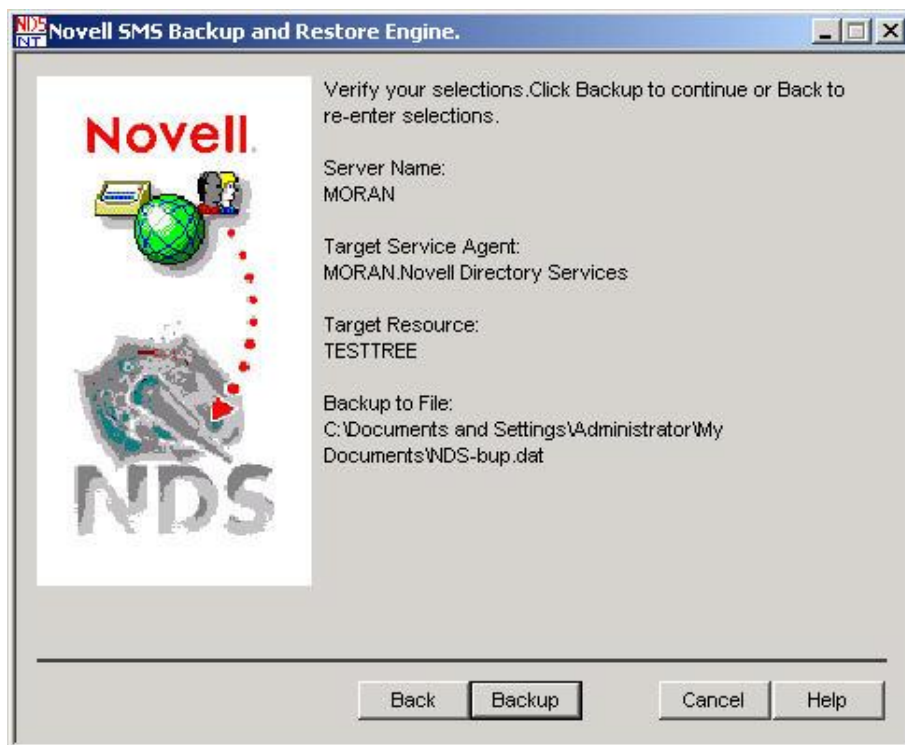 NDS
NT
Novell SMS Backup and Restore Engine.
Novell
NDS
Verify your selections.Click Backup to continue or Back to
re-enter selections.
Server Name:
MORAN
Target Service Agent:
MORAN.Novell Directory Services
Target Resource:
TESTTREE
Backup to File:
C:\Documents and Settings\Administrator\My
Documents\NDS-bup.dat
Back
Backup
Cancel
Help